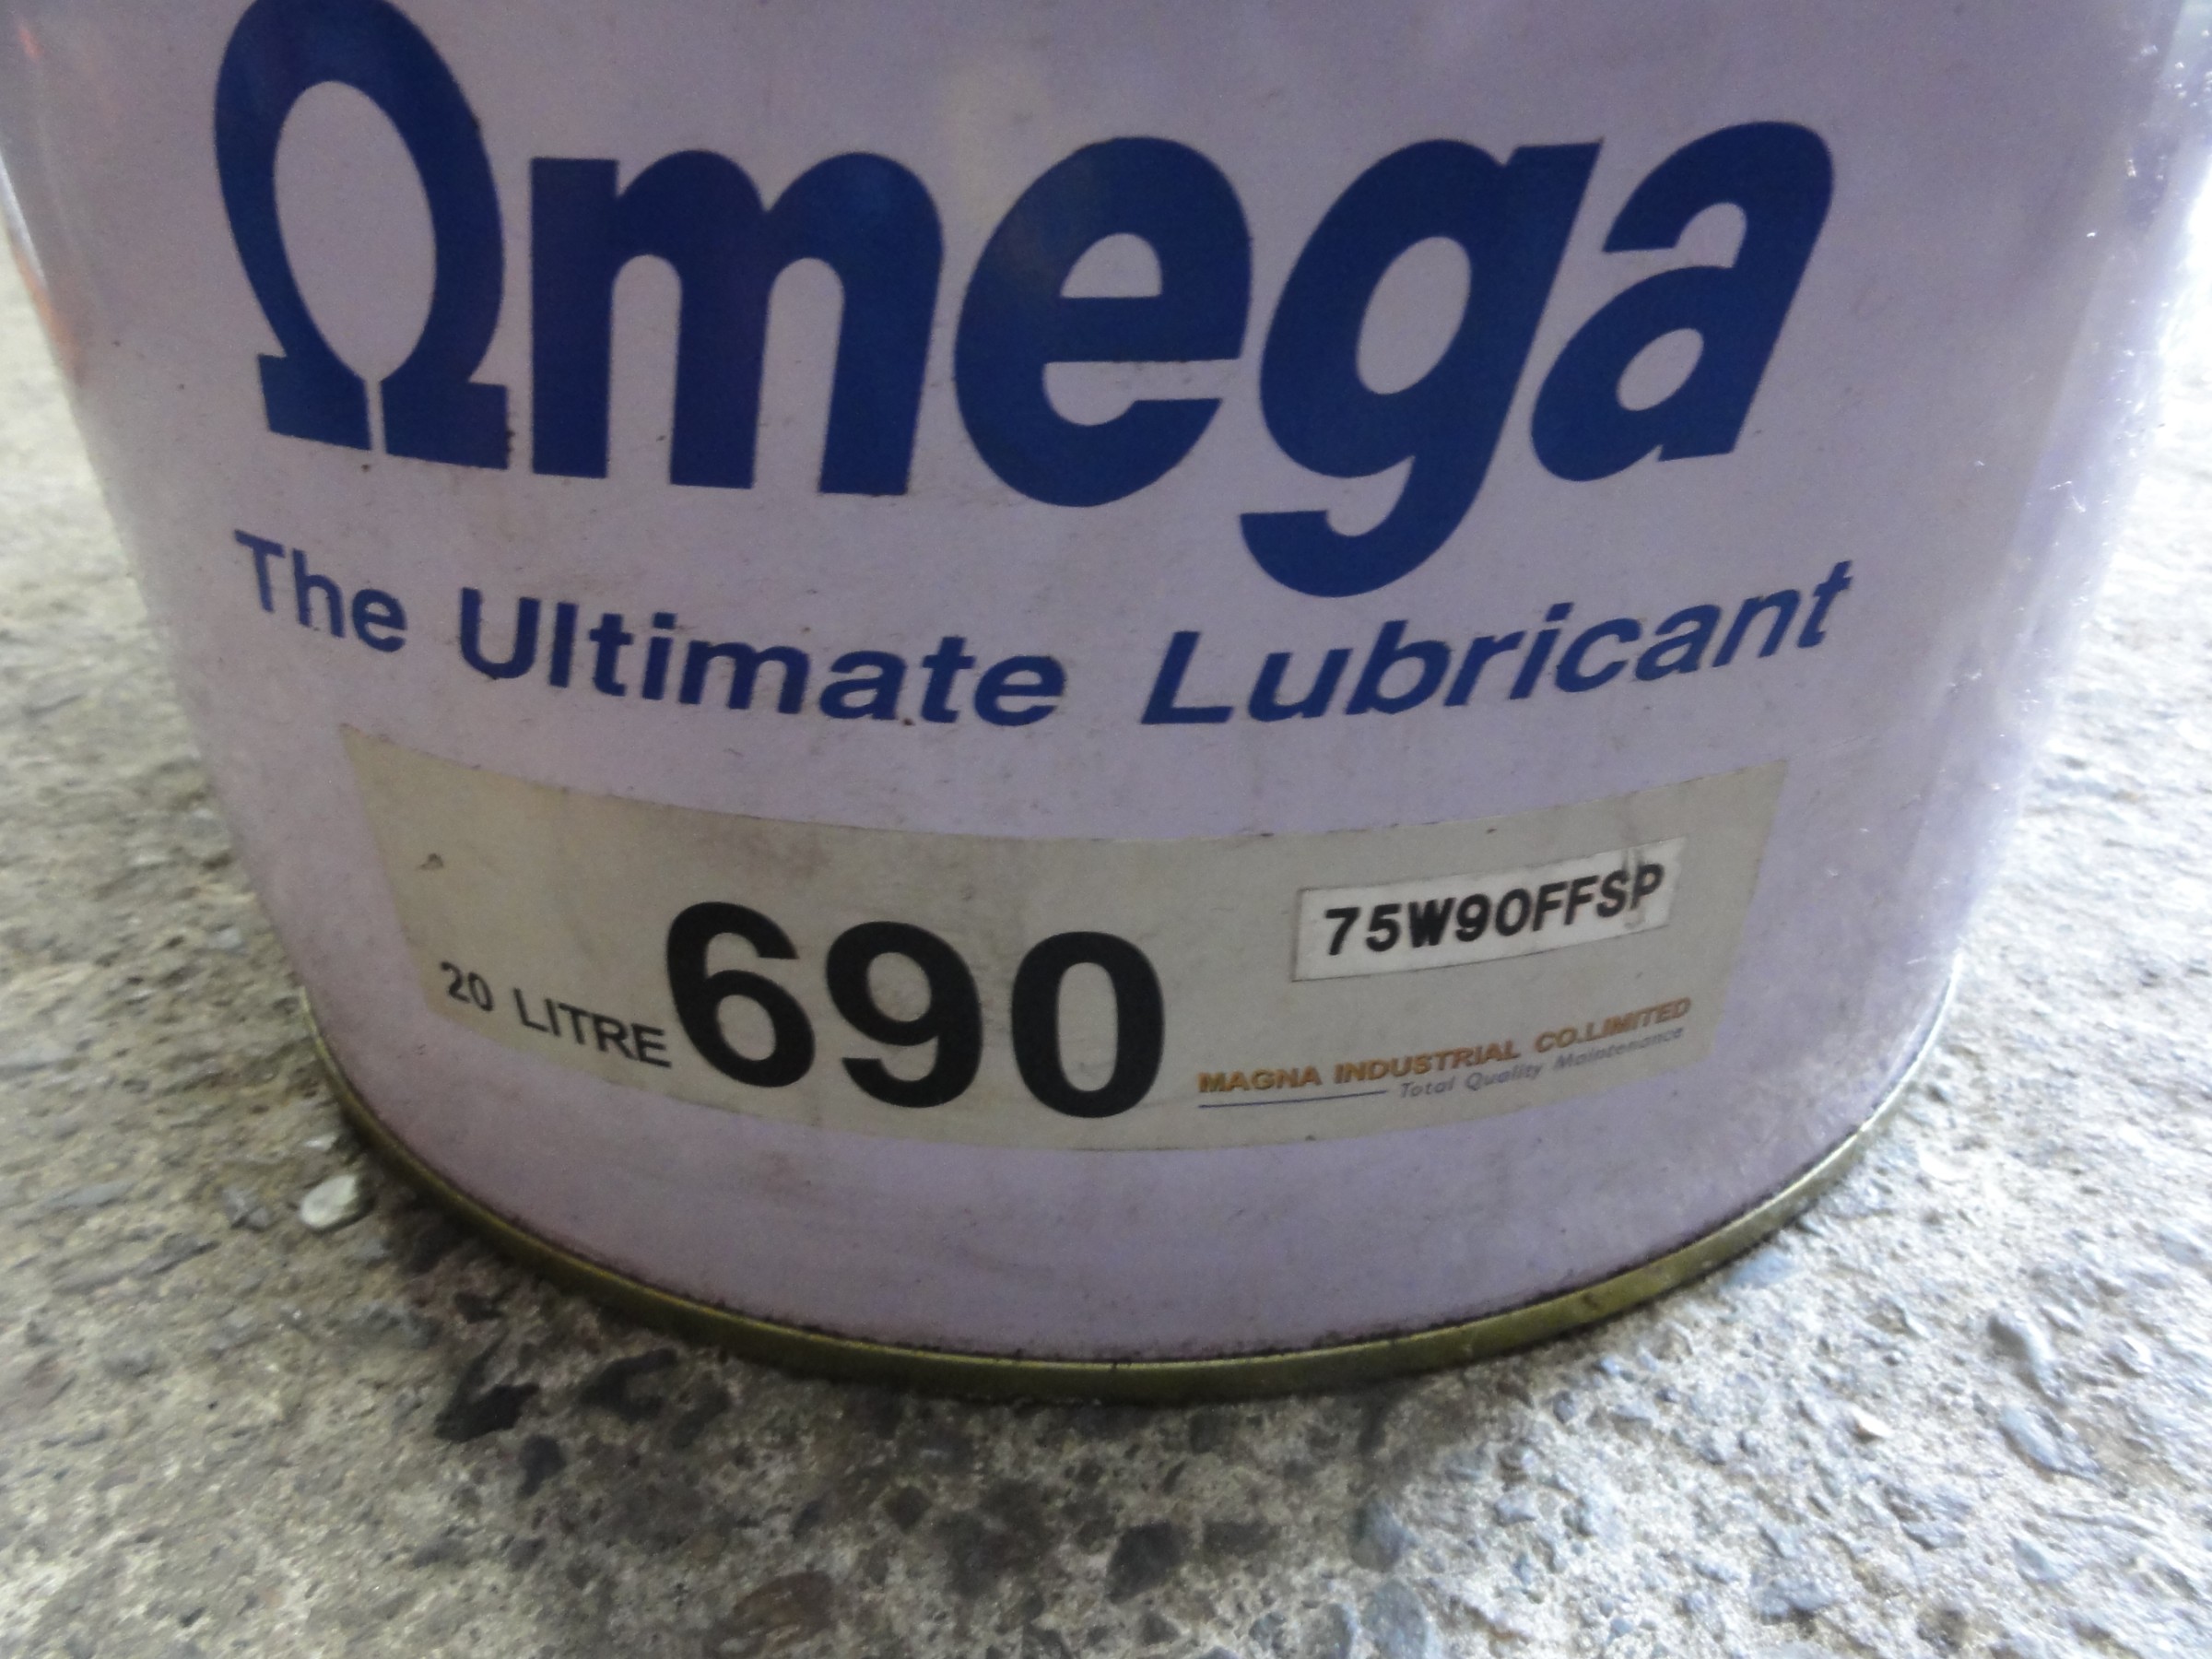 Ωmega
The Ultimate Lubricant
75W90FFSP
20 LITRE 690
MAGNA INDUSTRIAL CO.LIMITED
Total Quality Maintenance